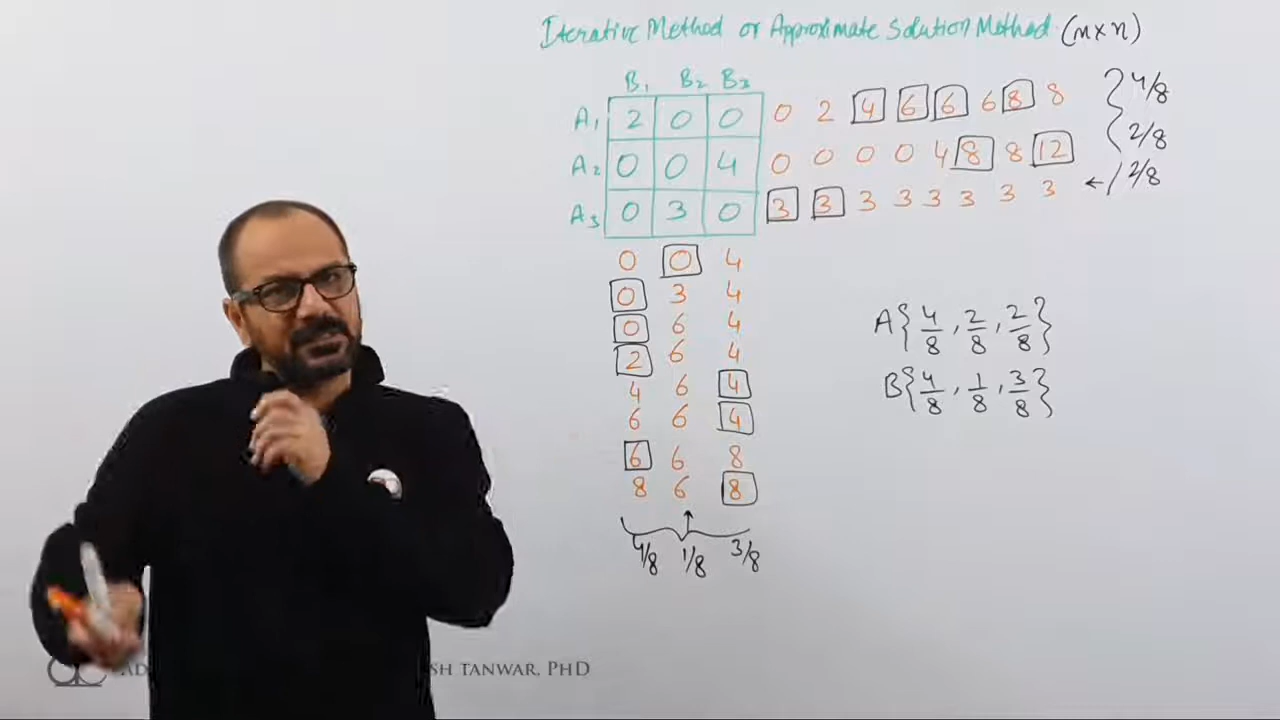 Iterative Method or Approximate Solution Method (n×n)
B₁ B₂ B₃
A₁ 2 0 0 0 2 4 6 6 6 8 8 4/8
A₂ 0 0 4 0 0 0 0 4 8 8 12 2/8
A₃ 0 3 0 3 3 3 3 3 3 3 3 ← 2/8
0 0 4
0 3 4
0 6 4
2 6 4
4 6 4
6 6 4
6 6 8
8 6 8
4/8 1/8 3/8
A{4/8, 2/8, 2/8}
B{4/8, 1/8, 3/8}
TANWAR, PhD